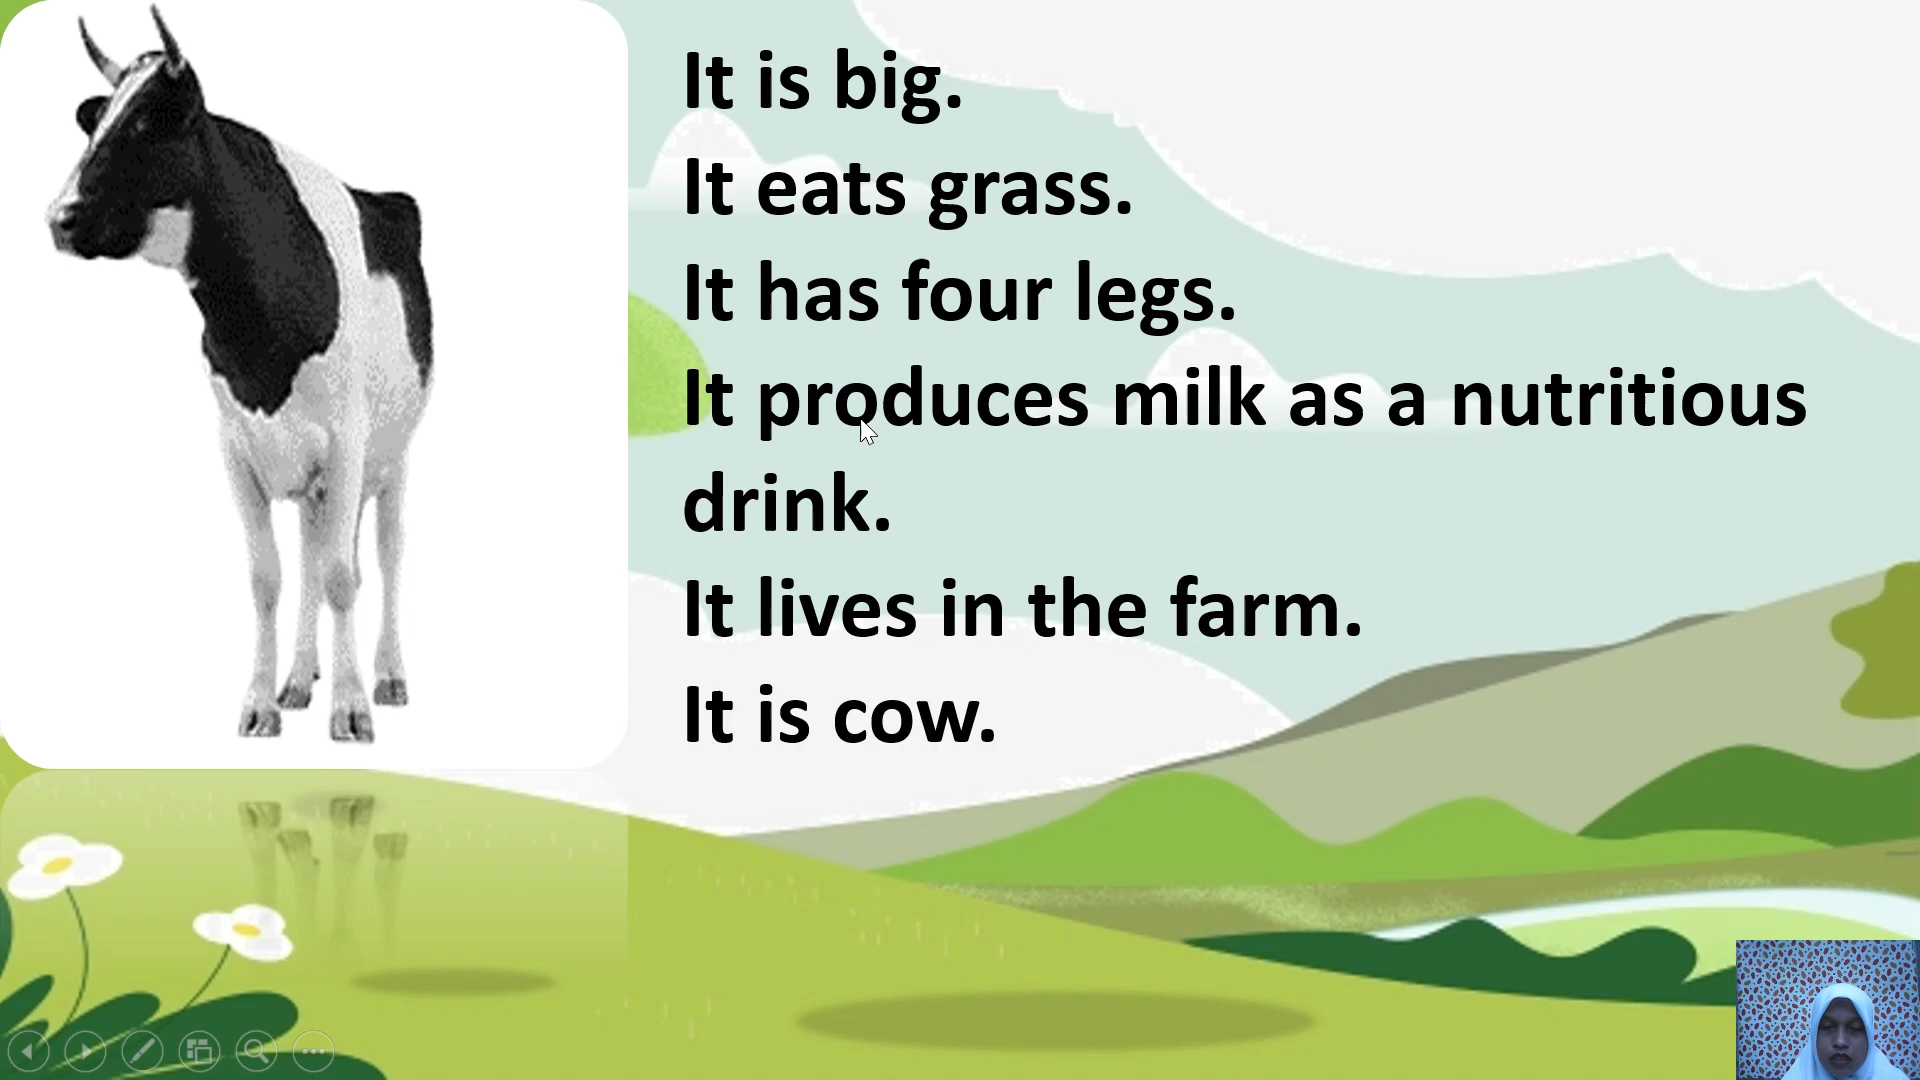 It is big.
It eats grass.
It has four legs.
It produces milk as a nutritious
drink.
It lives in the farm.
It is cow.